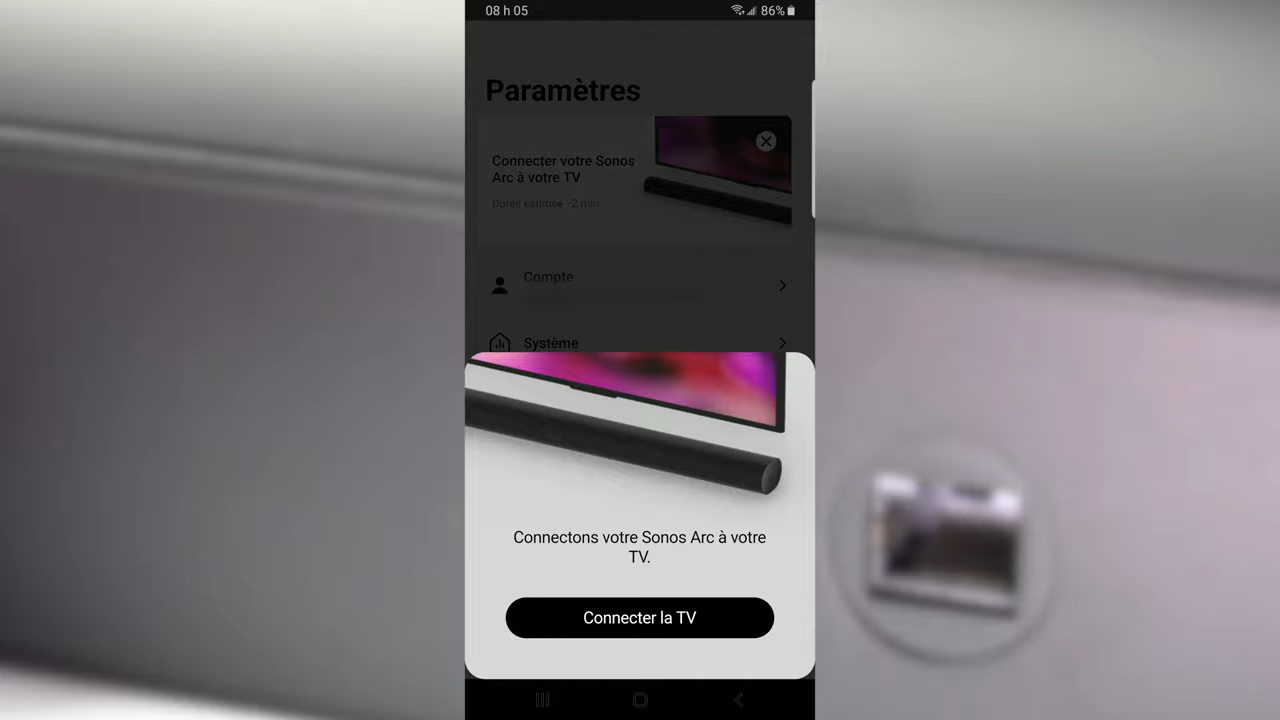 08 h 05
86%
Paramètres
Connecter votre Sonos
Arc à votre TV
Durée estimée · 2 min
Compte
Système
Connectons votre Sonos Arc à votre
TV.
Connecter la TV